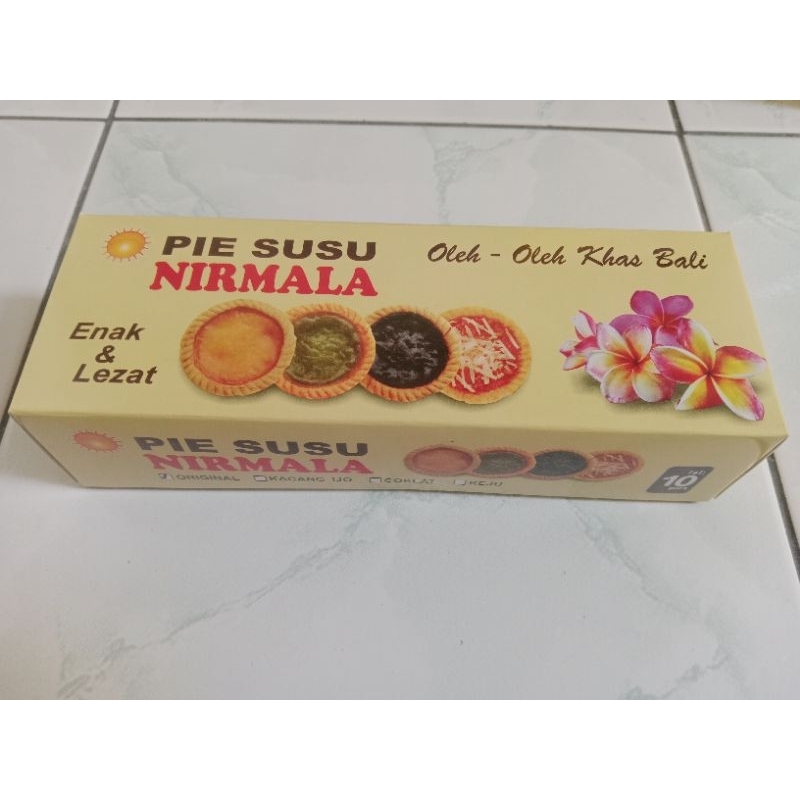 PIE SUSU
NIRMALA
Oleh - Oleh Khas Bali
Enak
&
Lezat
PIE SUSU
NIRMALA
ORIGINAL KACANG IJO COKLAT KEJU
10